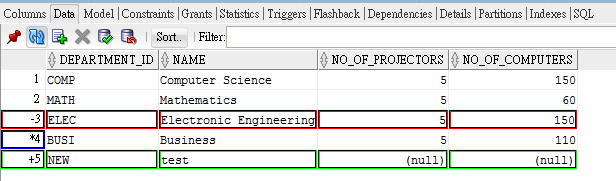 Columns Data Model Constraints Grants Statistics Triggers Flashback Dependencies Details Partitions Indexes SQL
Sort.. Filter:
DEPARTMENT_ID NAME NO_OF_PROJECTORS NO_OF_COMPUTERS
1 COMP Computer Science 5 150
2 MATH Mathematics 5 60
-3 ELEC Electronic Engineering 5 150
*4 BUSI Business 5 110
+5 NEW test (null) (null)